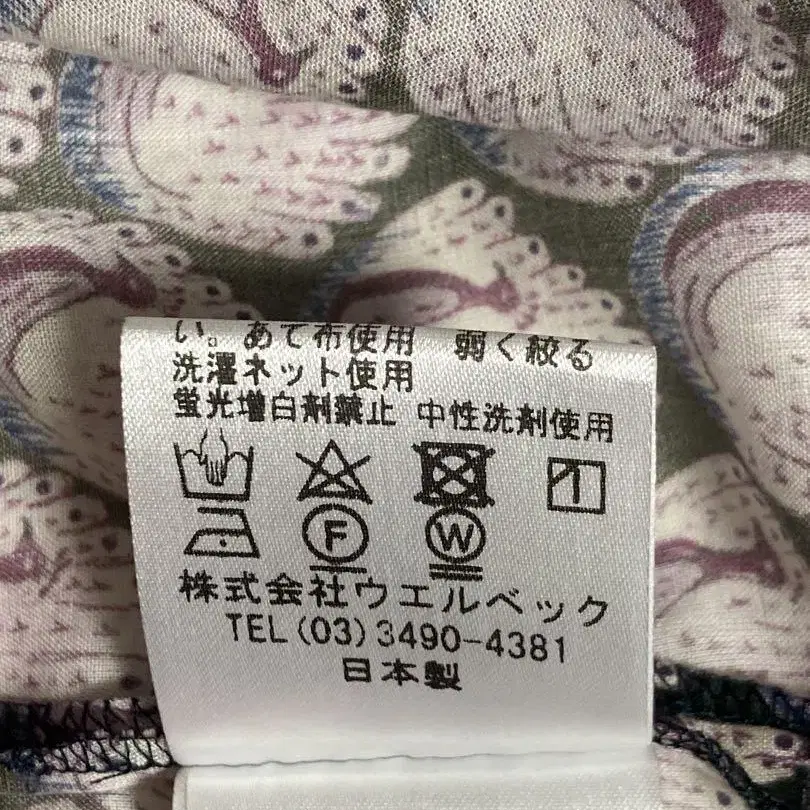 い。あて布使用 弱く絞る
洗濯ネット使用
蛍光増白剤禁止 中性洗剤使用
F W
株式会社ウエルベック
TEL(03)3490-4381
日本製